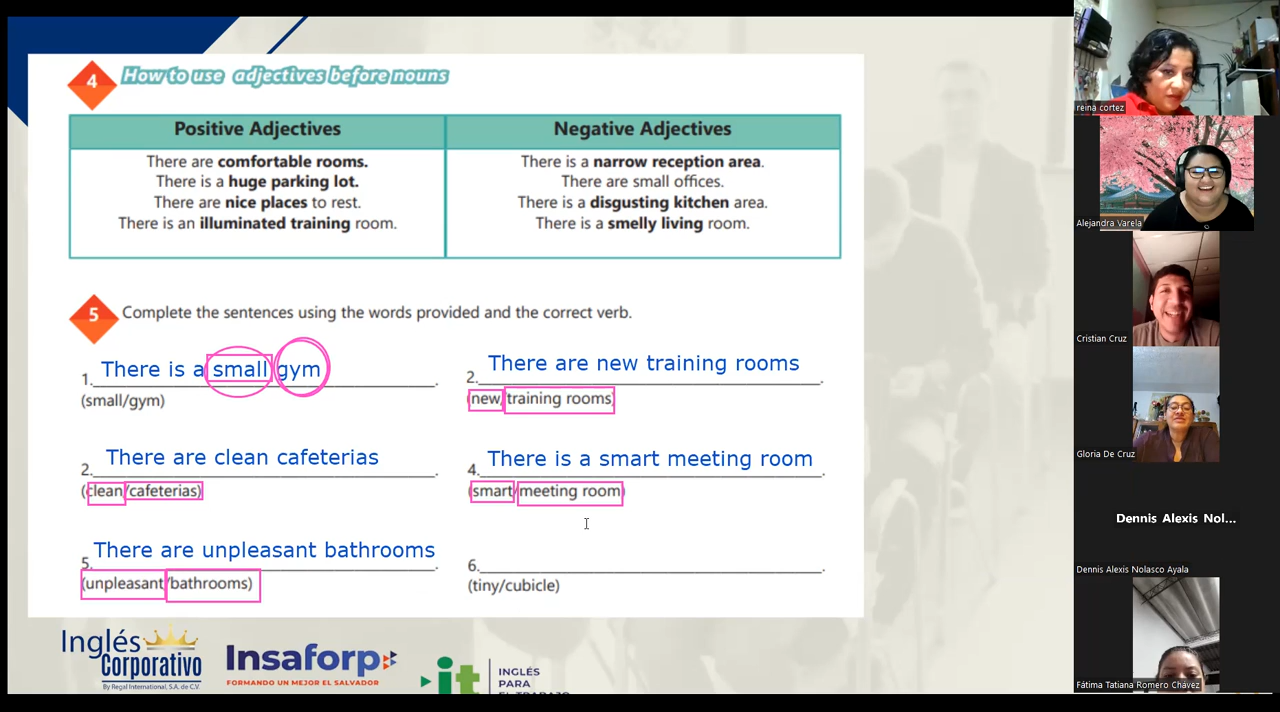 4 How to use adjectives before nouns
Positive Adjectives Negative Adjectives
There are comfortable rooms.
There is a huge parking lot.
There are nice places to rest.
There is an illuminated training room.
There is a narrow reception area.
There are small offices.
There is a disgusting kitchen area.
There is a smelly living room.
5 Complete the sentences using the words provided and the correct verb.
1. There is a small gym.
(small/gym)
2. There are new training rooms.
(new/training rooms)
2. There are clean cafeterias.
(clean/cafeterias)
4. There is a smart meeting room.
(smart/meeting room)
5. There are unpleasant bathrooms.
(unpleasant/bathrooms)
6.
(tiny/cubicle)
Inglés
Corporativo
By Regal International, S.A. de C.V.
Insaforp
FORMANDO UN MEJOR EL SALVADOR
it
INGLÉS
PARA
EL TRABAJO
reina cortez
Alejandra Varela
Cristian Cruz
Gloria De Cruz
Dennis Alexis Nol...
Dennis Alexis Nolasco Ayala
Fátima Tatiana Romero Chávez